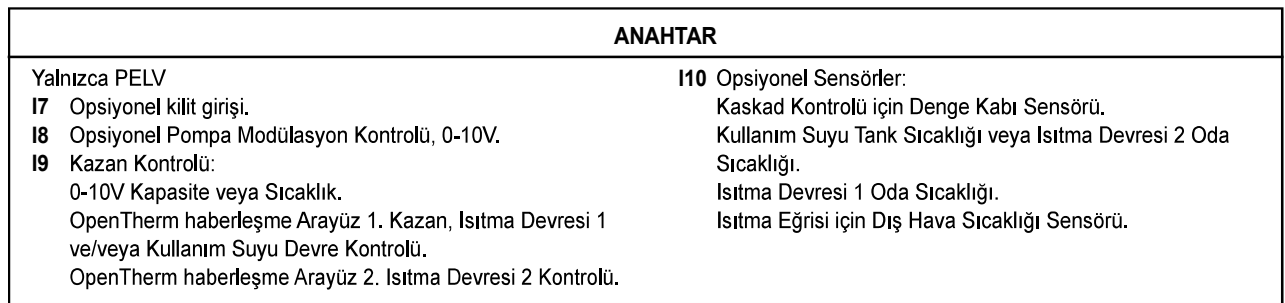 ANAHTAR
Yalnızca PELV
I7 Opsiyonel kilit girişi.
I8 Opsiyonel Pompa Modülasyon Kontrolü, 0-10V.
I9 Kazan Kontrolü:
0-10V Kapasite veya Sıcaklık.
OpenTherm haberleşme Arayüz 1. Kazan, Isıtma Devresi 1
ve/veya Kullanım Suyu Devre Kontrolü.
OpenTherm haberleşme Arayüz 2. Isıtma Devresi 2 Kontrolü.
I10 Opsiyonel Sensörler:
Kaskad Kontrolü için Denge Kabı Sensörü.
Kullanım Suyu Tank Sıcaklığı veya Isıtma Devresi 2 Oda
Sıcaklığı.
Isıtma Devresi 1 Oda Sıcaklığı.
Isıtma Eğrisi için Dış Hava Sıcaklığı Sensörü.